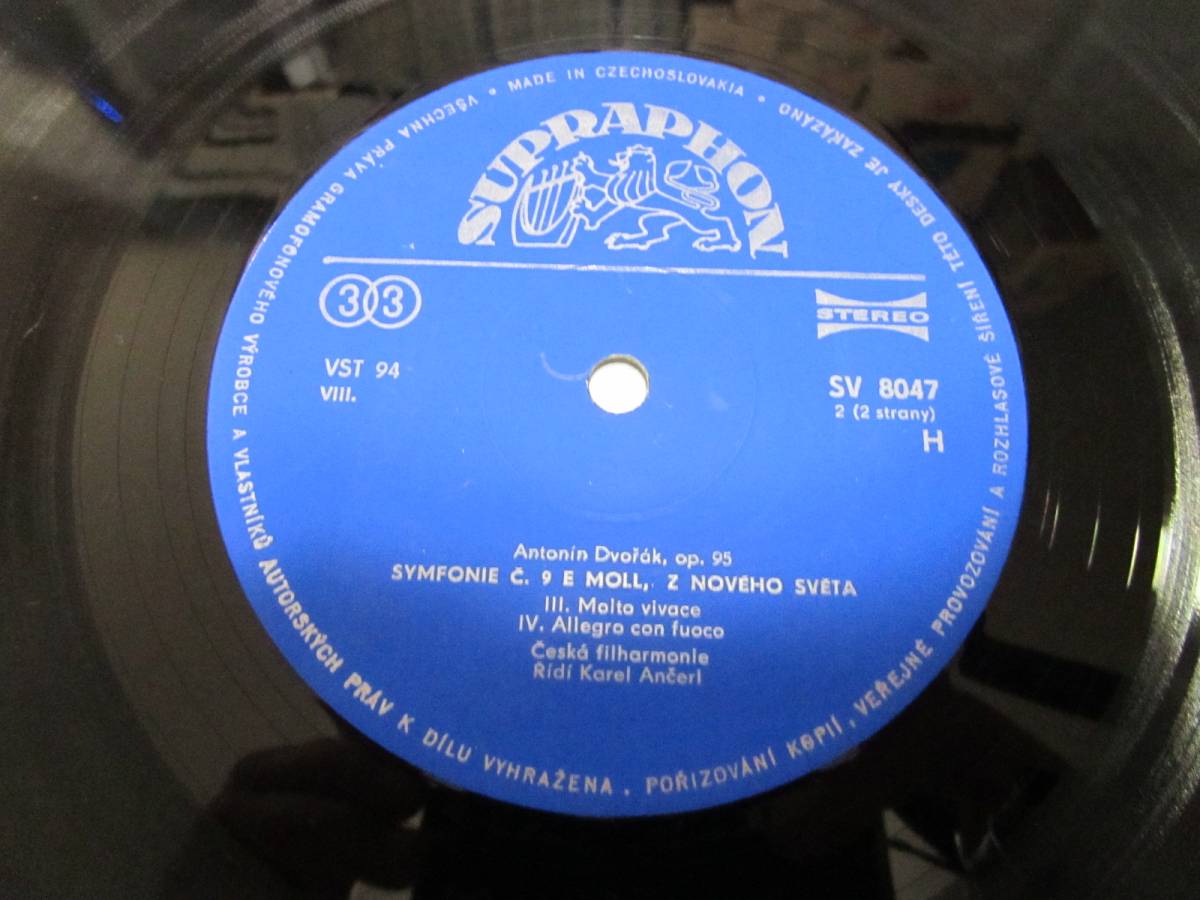 VŠECHNA PRÁVA GRAMOFONOVÉHO VÝROBCE A VLASTNÍKŮ AUTORSKÝCH PRÁV K DÍLU VYHRAŽENA . POŘIZOVÁNÍ KOPIÍ, VEŘEJNÉ PROVOZOVÁNÍ A ROZHLASOVÉ ŠÍŘENÍ TÉTO DESKY JE ZAKÁZÁNO
• MADE IN CZECHOSLOVAKIA •
SUPRAPHON
33
STEREO
VST 94
VIII.
SV 8047
2 (2 strany)
H
Antonín Dvořák, op. 95
SYMFONIE Č. 9 E MOLL, Z NOVÉHO SVĚTA
III. Molto vivace
IV. Allegro con fuoco
Česká filharmonie
Řídí Karel Ančerl